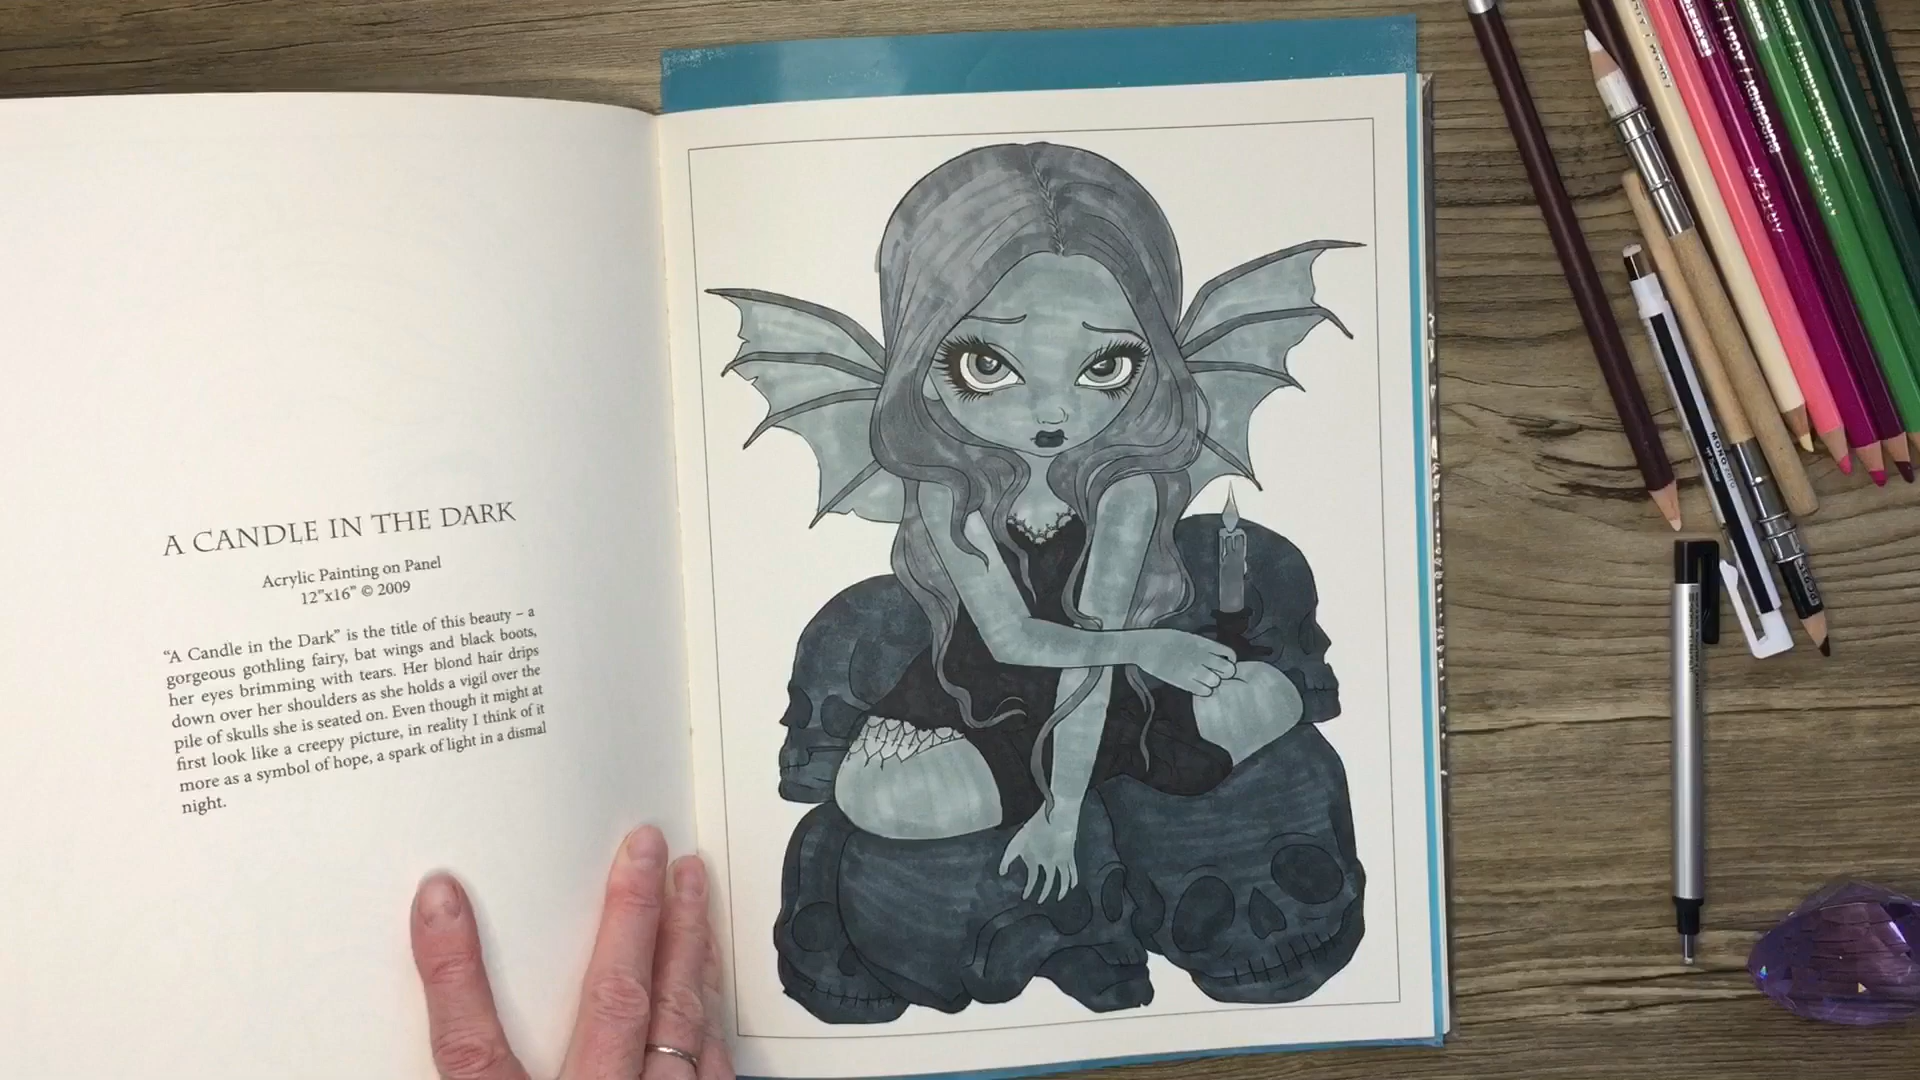 A CANDLE IN THE DARK
Acrylic Painting on Panel
12”x16” © 2009
“A Candle in the Dark” is the title of this beauty – a
gorgeous gothling fairy, bat wings and black boots,
her eyes brimming with tears. Her blond hair drips
down over her shoulders as she holds a vigil over the
pile of skulls she is seated on. Even though it might at
first look like a creepy picture, in reality I think of it
more as a symbol of hope, a spark of light in a dismal
night.
ARTEZA
BURGUNDY
MONO zero